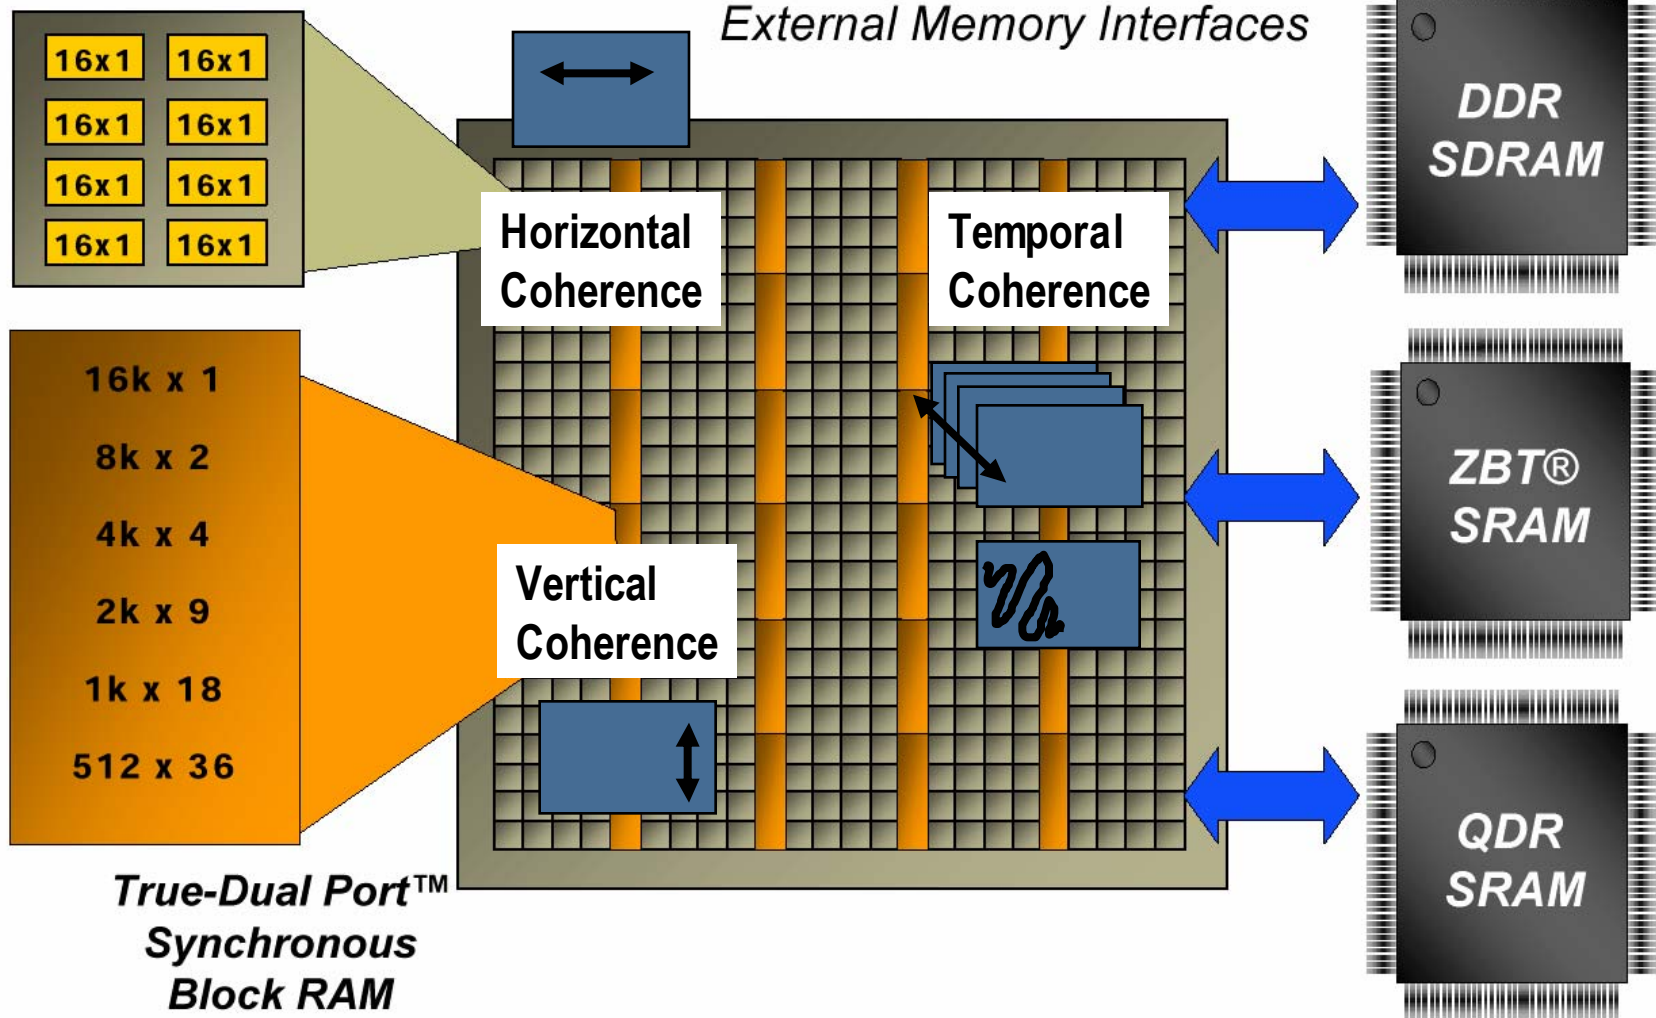 External Memory Interfaces
16x1 16x1
16x1 16x1
16x1 16x1
16x1 16x1
Horizontal
Coherence
Temporal
Coherence
DDR
SDRAM
16k x 1
8k x 2
4k x 4
2k x 9
1k x 18
512 x 36
Vertical
Coherence
ZBT®
SRAM
QDR
SRAM
True-Dual Port™
Synchronous
Block RAM